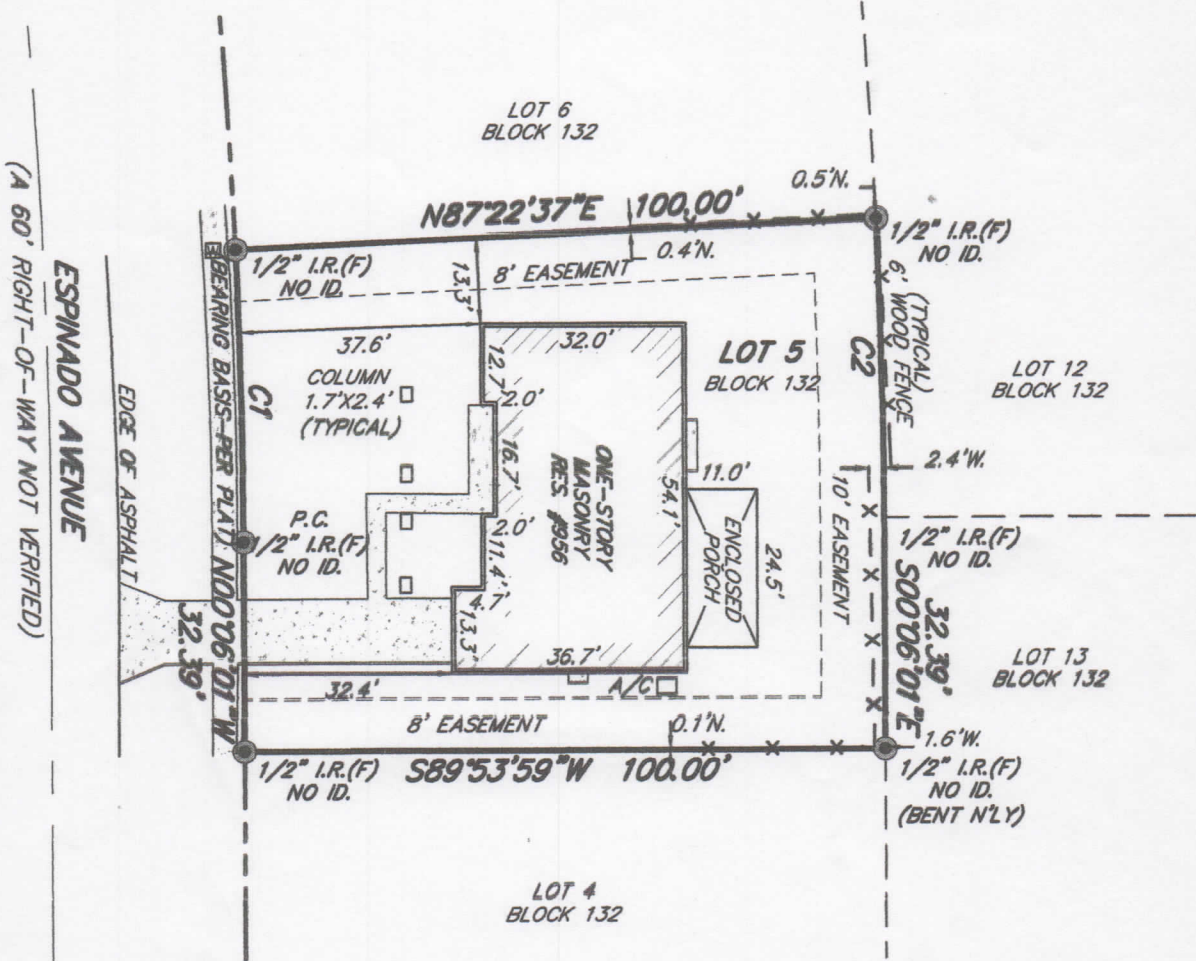 LOT 6
BLOCK 132
0.5'N.
N87°22'37"E 100.00'
1/2" I.R.(F)
NO ID.
0.4'N.
1/2" I.R.(F)
NO ID.
8' EASEMENT
13.3'
(A 60' RIGHT-OF-WAY NOT VERIFIED)
ESPINADO AVENUE
EDGE OF ASPHALT
BEARING BASIS-PER PLAT) N00°06'01"W
32.39'
C1
W
37.6'
32.0'
COLUMN
1.7'X2.4'
(TYPICAL)
12.7'
2.0'
16.7'
LOT 5
BLOCK 132
C2
6' WOOD FENCE
(TYPICAL)
LOT 12
BLOCK 132
2.4'W.
ONE-STORY
MASONRY
RES. #956
54.1'
11.0'
ENCLOSED
PORCH
24.5'
10' EASEMENT
P.C.
1/2" I.R.(F)
NO ID.
2.0'
11.4'
4.7'
13.3'
1/2" I.R.(F)
NO ID.
S00°06'01"E
32.39'
LOT 13
BLOCK 132
36.7'
A/C
32.4'
8' EASEMENT
0.1'N.
1.6'W.
1/2" I.R.(F)
NO ID.
S89°53'59"W 100.00'
1/2" I.R.(F)
NO ID.
(BENT N'LY)
LOT 4
BLOCK 132